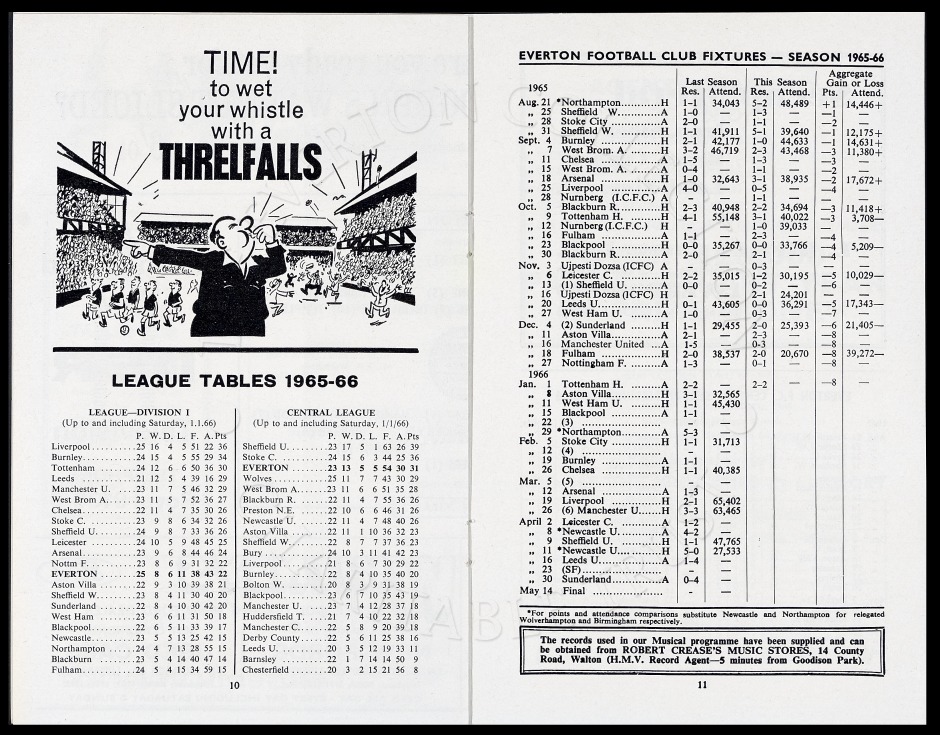 TIME!
to wet
your whistle
with a
THRELFALLS
LEAGUE TABLES 1965-66
LEAGUE—DIVISION I
(Up to and including Saturday, 1.1.66)
P. W. D. L. F. A. Pts
Liverpool 25 16 4 5 51 22 36
Burnley 24 15 4 5 55 29 34
Tottenham 24 12 6 6 50 36 30
Leeds 21 12 5 4 39 16 29
Manchester U. 23 11 7 5 46 32 29
West Brom A. 23 11 5 7 52 36 27
Chelsea 22 11 4 7 35 30 26
Stoke C. 23 9 8 6 34 32 26
Sheffield U. 24 9 8 7 33 36 26
Leicester 24 10 5 9 48 45 25
Arsenal 23 9 6 8 44 46 24
Nottm F. 23 8 6 9 31 32 22
EVERTON 25 8 6 11 38 43 22
Aston Villa 22 9 3 10 39 38 21
Sheffield W. 23 8 4 11 30 40 20
Sunderland 22 8 4 10 30 42 20
West Ham 23 6 6 11 31 50 18
Blackpool 22 6 5 11 33 39 17
Newcastle 23 5 5 13 25 42 15
Northampton 24 4 7 13 28 55 15
Blackburn 23 5 4 14 40 47 14
Fulham 24 5 4 15 34 59 15
CENTRAL LEAGUE
(Up to and including Saturday, 1/1/66)
P. W. D. L. F. A. Pts
Sheffield U. 23 17 5 1 63 26 39
Stoke C. 24 15 6 3 44 25 36
EVERTON 23 13 5 5 54 30 31
Wolves 25 11 7 7 43 30 29
West Brom A. 23 11 6 6 51 35 28
Blackburn R. 22 11 4 7 55 36 26
Preston N.E. 22 10 6 6 46 31 26
Newcastle U. 22 11 4 7 48 40 26
Aston Villa 22 11 1 10 36 32 23
Sheffield W. 22 8 7 7 37 36 23
Bury 24 10 3 11 41 42 23
Liverpool 21 8 6 7 30 29 22
Burnley 22 8 4 10 35 40 20
Bolton W. 20 8 3 9 31 38 19
Blackpool 23 6 7 10 35 43 19
Manchester U. 23 7 4 12 28 37 18
Huddersfield T. 21 7 4 10 22 32 18
Manchester C. 22 5 8 9 20 39 18
Derby County 22 5 6 11 25 38 16
Leeds U. 20 3 5 12 19 33 11
Barnsley 22 1 7 14 14 50 9
Chesterfield 20 3 2 15 21 56 8
10
EVERTON FOOTBALL CLUB FIXTURES — SEASON 1965-66
1965
Last Season This Season Aggregate Gain or Loss
Res. Attend. Res. Attend. Pts. Attend.
Aug. 21 *Northampton H 1–1 34,043 5–2 48,489 +1 14,446+
„ 25 Sheffield W. A 1–0 — 1–3 — —1 —
„ 28 Stoke City A 2–0 — 1–1 — —2 —
„ 31 Sheffield W. H 1–1 41,911 5–1 39,640 —1 12,175+
Sept. 4 Burnley H 2–1 42,177 1–0 44,633 —1 14,631+
„ 7 West Brom. A. H 3–2 46,719 2–3 43,468 —3 11,380+
„ 11 Chelsea A 1–5 — 1–3 — —3 —
„ 15 West Brom. A. A 0–4 — 1–1 — —2 —
„ 18 Arsenal H 1–0 32,643 3–1 38,935 —2 17,672+
„ 25 Liverpool A 4–0 — 0–5 — —4 —
„ 28 Nurnberg (I.C.F.C.) A – — 1–1 —
Oct. 5 Blackburn R. H 2–3 40,948 2–2 34,694 —3 11,418+
„ 9 Tottenham H. H 4–1 55,148 3–1 40,022 —3 3,708—
„ 12 Nurnberg (I.C.F.C.) H – — 1–0 39,033 —
„ 16 Fulham A 1–1 — 2–3 — —4 —
„ 23 Blackpool H 0–0 35,267 0–0 33,766 —4 5,209—
„ 30 Blackburn R. A 2–0 — 2–1 — —4 —
Nov. 3 Ujpesti Dozsa (ICFC) A – — 0–3 —
„ 6 Leicester C. H 2–2 35,015 1–2 30,195 —5 10,029—
„ 13 (1) Sheffield U. A 0–0 — 0–2 — —6 —
„ 16 Ujpesti Dozsa (ICFC) H – — 2–1 24,201 —
„ 20 Leeds U. H 0–1 43,605 0–0 36,291 —5 17,343—
„ 27 West Ham U. A 1–0 — 0–3 — —7 —
Dec. 4 (2) Sunderland H 1–1 29,455 2–0 25,393 —6 21,405—
„ 11 Aston Villa A 2–1 — 2–3 — —8 —
„ 16 Manchester United A 1–5 — 0–3 — —8 —
„ 18 Fulham H 2–0 38,537 2–0 20,670 —8 39,272—
„ 27 Nottingham F. A 1–3 — 0–1 — —8 —
1966
Jan. 1 Tottenham H. A 2–2 — 2–2 — —8 —
„ 8 Aston Villa H 3–1 32,565
„ 11 West Ham U. H 1–1 45,430
„ 15 Blackpool A 1–1 —
„ 22 (3) – —
„ 29 *Northampton A 5–3 —
Feb. 5 Stoke City H 1–1 31,713
„ 12 (4) – —
„ 19 Burnley A 1–1 —
„ 26 Chelsea H 1–1 40,385
Mar. 5 (5) – —
„ 12 Arsenal A 1–3 —
„ 19 Liverpool H 2–1 65,402
„ 26 (6) Manchester U. H 3–3 63,465
April 2 Leicester C. A 1–2 —
„ 8 *Newcastle U. A 4–2 —
„ 9 Sheffield U. H 1–1 47,765
„ 11 *Newcastle U. H 5–0 27,533
„ 16 Leeds U. A 1–4 —
„ 23 (SF) – —
„ 30 Sunderland A 0–4 —
May 14 Final – —
*For points and attendance comparisons substitute Newcastle and Northampton for relegated
Wolverhampton and Birmingham respectively.
The records used in our Musical programme have been supplied and can
be obtained from ROBERT CREASE'S MUSIC STORES, 14 County
Road, Walton (H.M.V. Record Agent—5 minutes from Goodison Park).
11